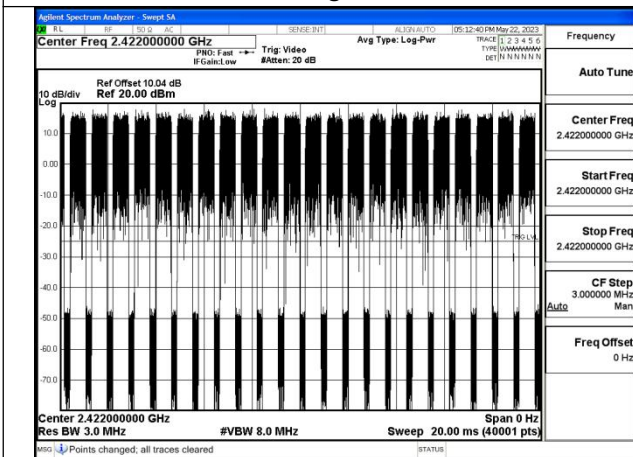 Agilent Spectrum Analyzer - Swept SA
RL RF 50 Ω AC SENSE:INT ALIGN AUTO 05:12:40 PM May 22, 2023
Center Freq 2.422000000 GHz
PNO: Fast
IFGain:Low
Trig: Video
#Atten: 20 dB
Avg Type: Log-Pwr
TRACE 1 2 3 4 5 6
TYPE
DET N N N N N N
Ref Offset 10.04 dB
10 dB/div Ref 20.00 dBm
Log
10.0
0.00
-10.0
-20.0
-30.0
-40.0
-50.0
-60.0
-70.0
TRIG LVL
Center 2.422000000 GHz Span 0 Hz
Res BW 3.0 MHz #VBW 8.0 MHz Sweep 20.00 ms (40001 pts)
MSG Points changed; all traces cleared STATUS
Frequency
Auto Tune
Center Freq
2.422000000 GHz
Start Freq
2.422000000 GHz
Stop Freq
2.422000000 GHz
CF Step
3.000000 MHz
Auto Man
Freq Offset
0 Hz